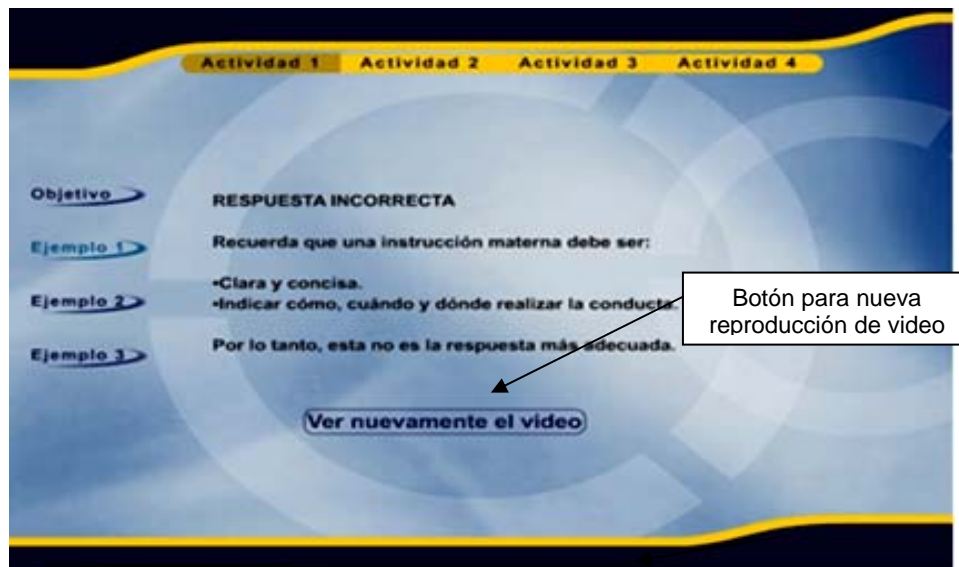 Actividad 1 Actividad 2 Actividad 3 Actividad 4
Objetivo
Ejemplo 1
Ejemplo 2
Ejemplo 3
RESPUESTA INCORRECTA
Recuerda que una instrucción materna debe ser:
•Clara y concisa.
•Indicar cómo, cuándo y dónde realizar la conducta.
Por lo tanto, esta no es la respuesta más adecuada.
Ver nuevamente el video
Botón para nueva
reproducción de video